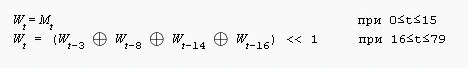 Wt = Mt при 0≤t≤15
Wt = (Wt-3 ⊕ Wt-8 ⊕ Wt-14 ⊕ Wt-16) << 1 при 16≤t≤79